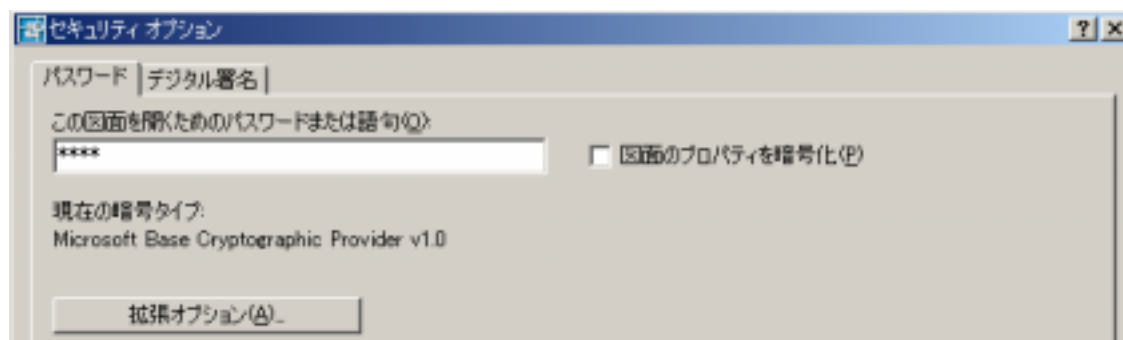 セキュリティ オプション
パスワード デジタル署名
この図面を開くためのパスワードまたは語句(O):
****
図面のプロパティを暗号化(P)
現在の暗号タイプ:
Microsoft Base Cryptographic Provider v1.0
拡張オプション(A)...